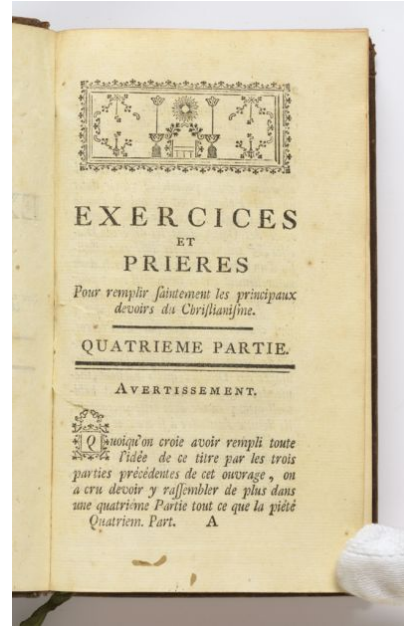 EXERCICES
ET
PRIERES
Pour remplir ſaintement les principaux
devoirs du Chriſtianiſme.
QUATRIEME PARTIE.
AVERTISSEMENT.
Quoiqu'on croie avoir rempli toute
l'idée de ce titre par les trois
parties précédentes de cet ouvrage, on
a cru devoir y raſſembler de plus dans
une quatriéme Partie tout ce que la piété
Quatriem. Part. A